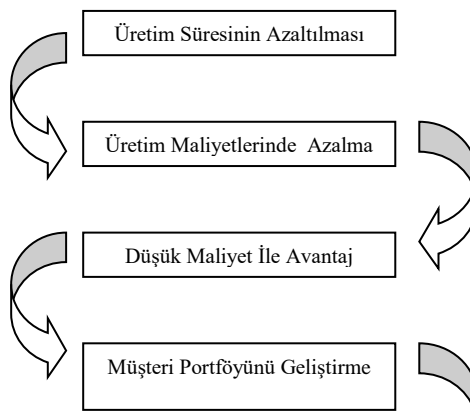 Üretim Süresinin Azaltılması
Üretim Maliyetlerinde Azalma
Düşük Maliyet İle Avantaj
Müşteri Portföyünü Geliştirme